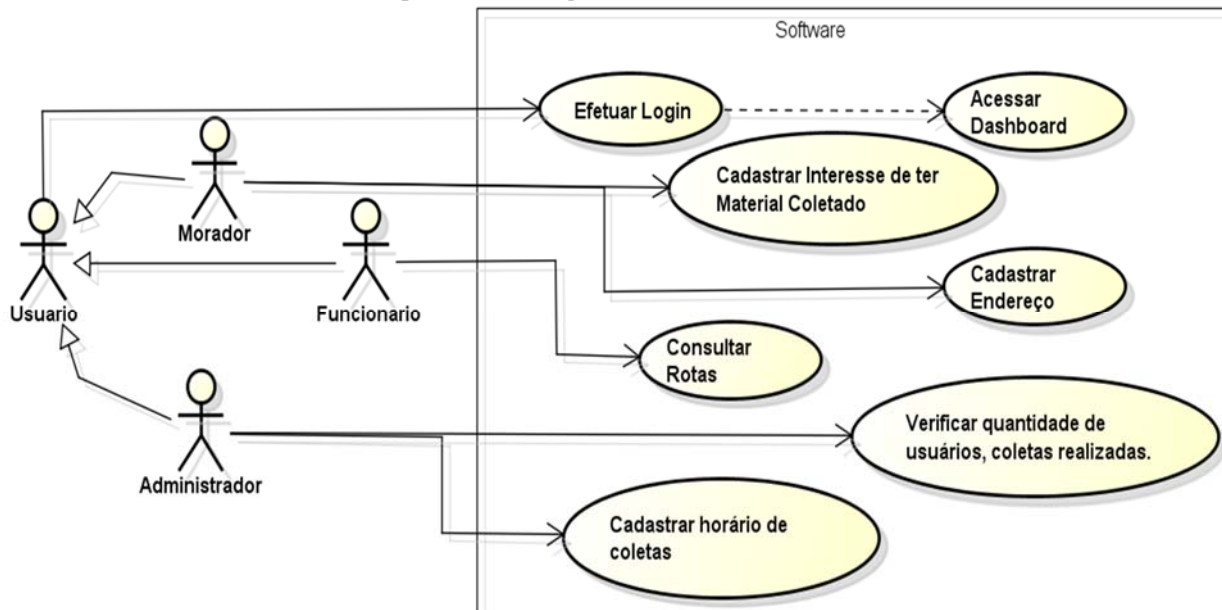 Software
Efetuar Login
Acessar
Dashboard
Cadastrar Interesse de ter
Material Coletado
Morador
Usuario
Funcionario
Cadastrar
Endereço
Consultar
Rotas
Administrador
Verificar quantidade de
usuários, coletas realizadas.
Cadastrar horário de
coletas